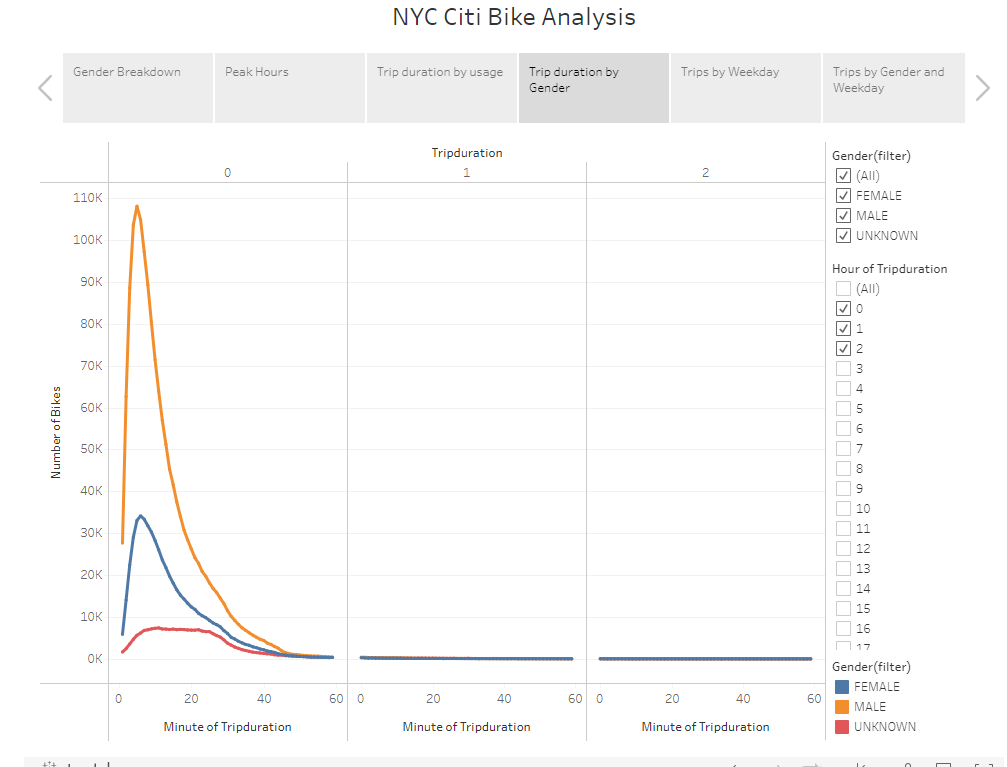 NYC Citi Bike Analysis
Gender Breakdown
Peak Hours
Trip duration by usage
Trip duration by
Gender
Trips by Weekday
Trips by Gender and
Weekday
Tripduration
0
1
2
110K
100K
90K
80K
70K
60K
50K
40K
30K
20K
10K
0K
Number of Bikes
0 20 40 60
0 20 40 60
0 20 40 60
Minute of Tripduration
Minute of Tripduration
Minute of Tripduration
Gender(filter)
(All)
FEMALE
MALE
UNKNOWN
Hour of Tripduration
(All)
0
1
2
3
4
5
6
7
8
9
10
11
12
13
14
15
16
17
Gender(filter)
FEMALE
MALE
UNKNOWN